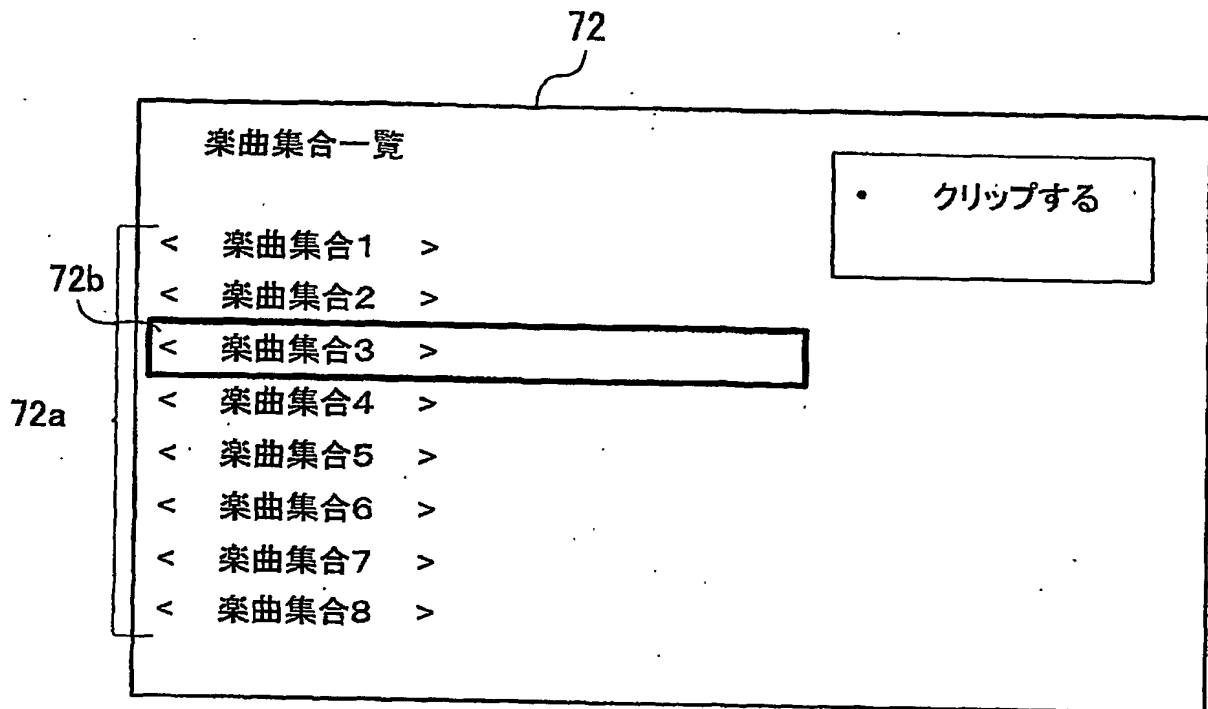 72
楽曲集合一覧
・ クリップする
< 楽曲集合1 >
72b
< 楽曲集合2 >
< 楽曲集合3 >
< 楽曲集合4 >
72a
< 楽曲集合5 >
< 楽曲集合6 >
< 楽曲集合7 >
< 楽曲集合8 >